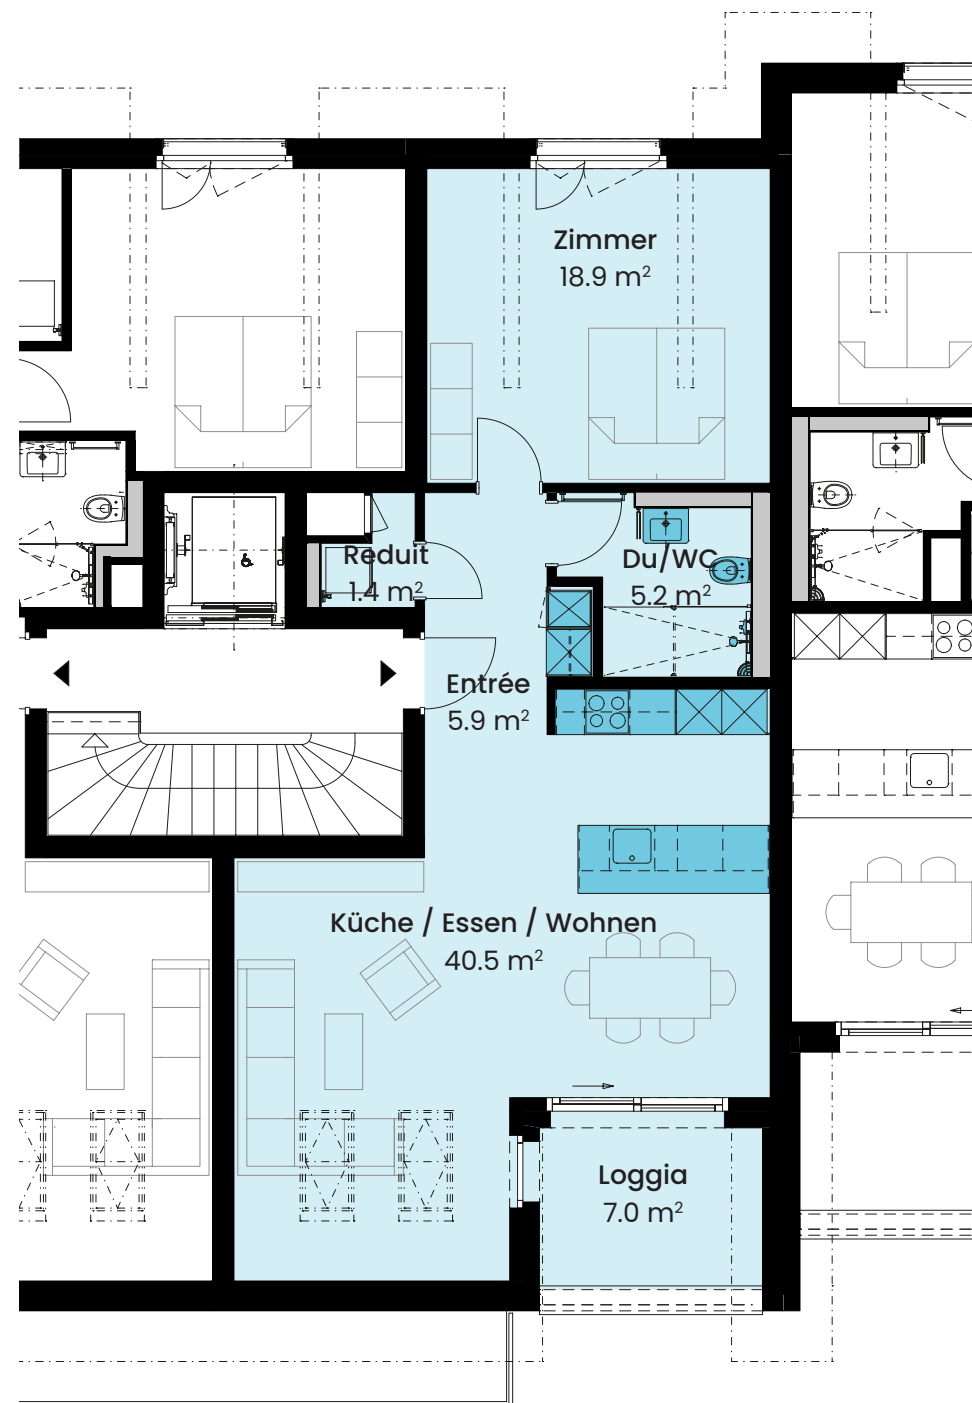 Zimmer
18.9 m²
Reduit
1.4 m²
Du/WC
5.2 m²
Entrée
5.9 m²
Küche / Essen / Wohnen
40.5 m²
Loggia
7.0 m²